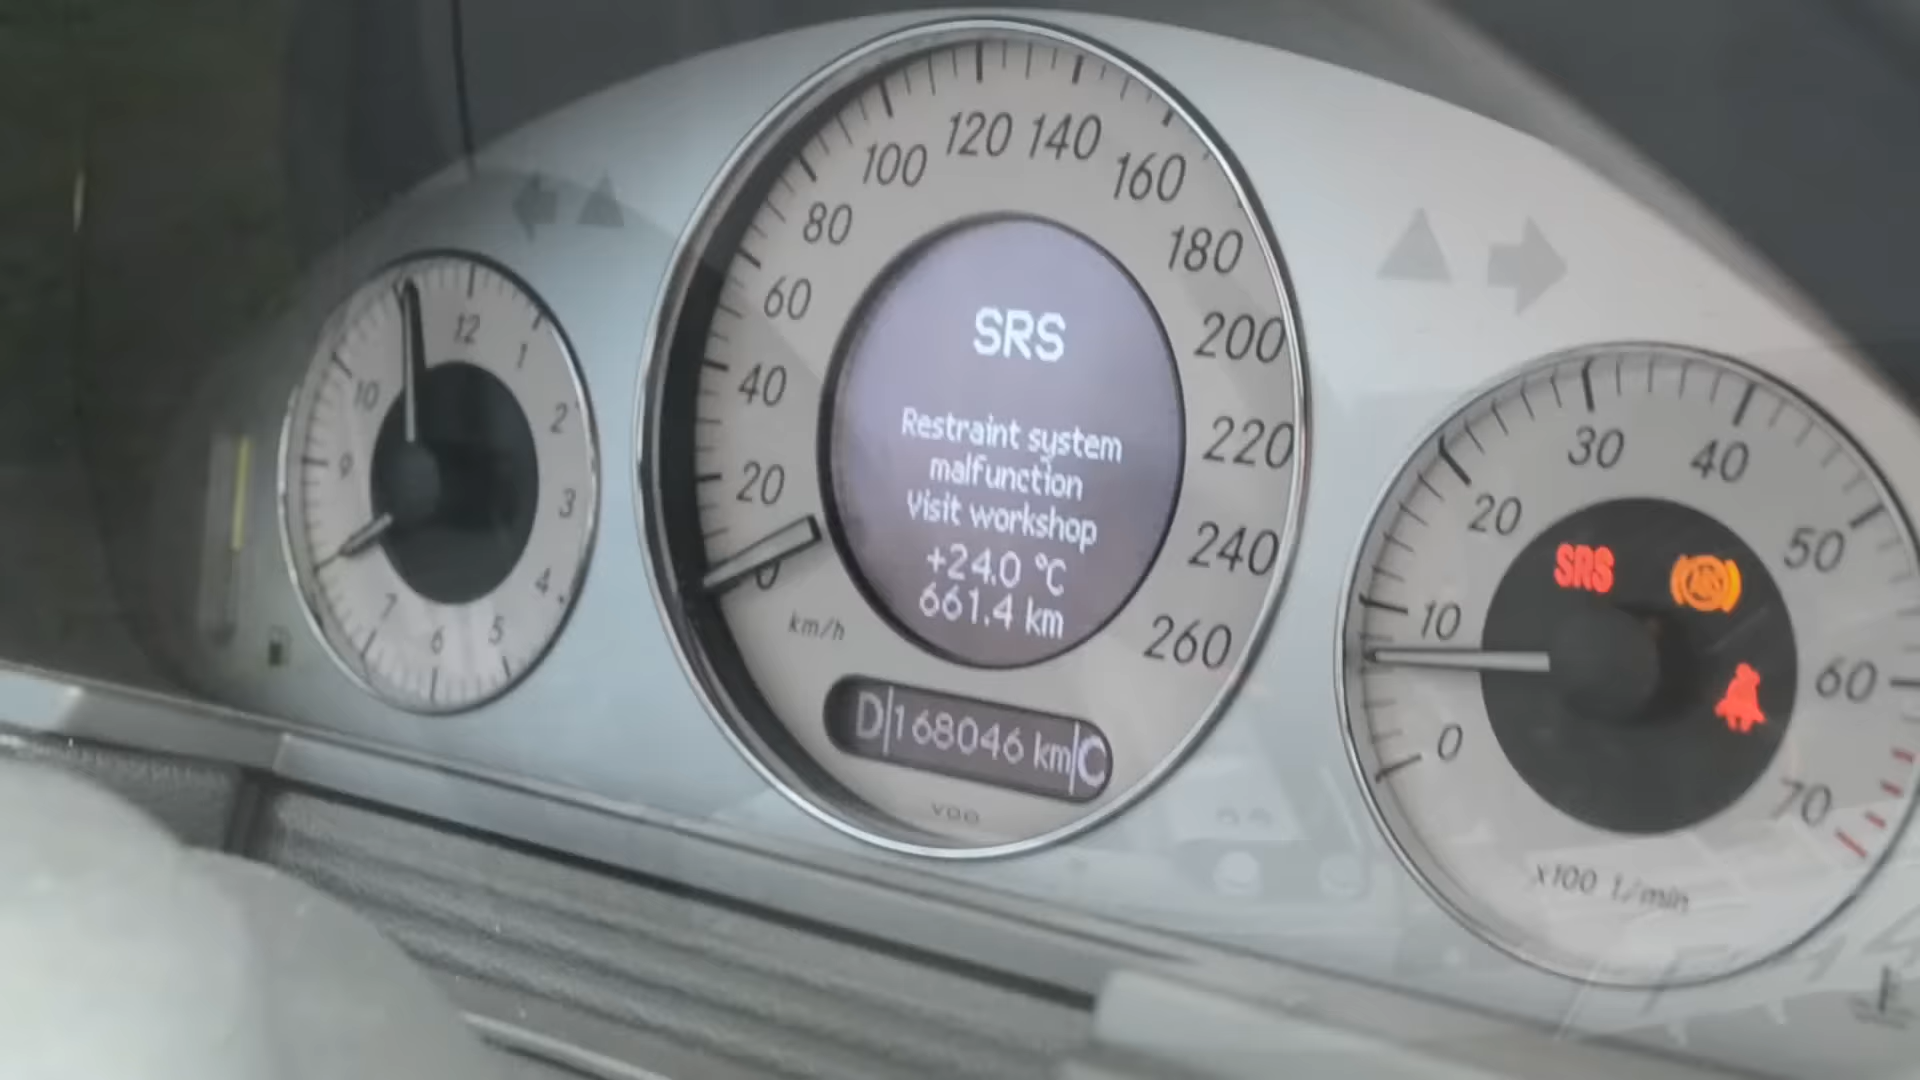 12
1
2
3
4
5
6
7
9
10
0
20
40
60
80
100
120
140
160
180
200
220
240
260
km/h
SRS
Restraint system
malfunction
Visit workshop
+24.0 °C
661.4 km
D 168046 km C
VDO
0
10
20
30
40
50
60
70
SRS
x100 1/min